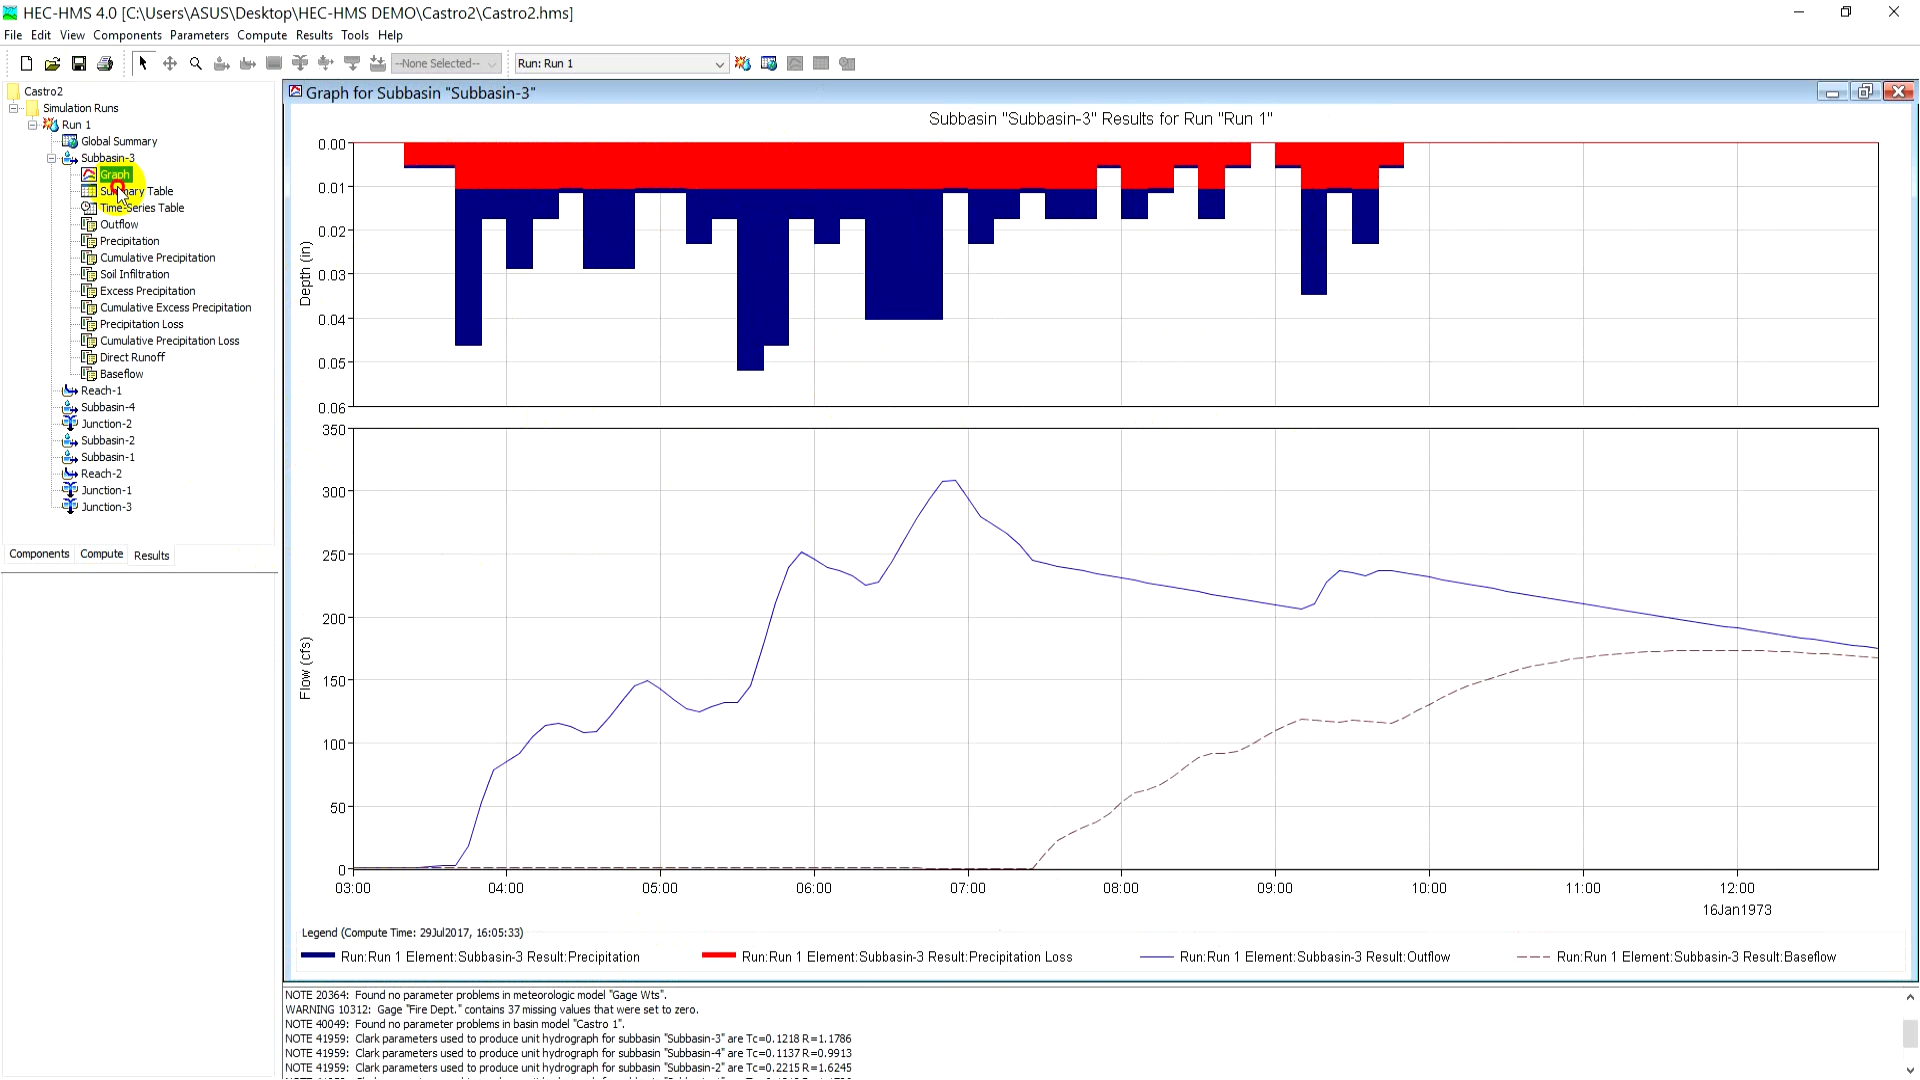 HEC-HMS 4.0 [C:\Users\ASUS\Desktop\HEC-HMS DEMO\Castro2\Castro2.hms]
File Edit View Components Parameters Compute Results Tools Help
--None Selected-- Run: Run 1
Castro2
Simulation Runs
Run 1
Global Summary
Subbasin-3
Graph
Summary Table
Time-Series Table
Outflow
Precipitation
Cumulative Precipitation
Soil Infiltration
Excess Precipitation
Cumulative Excess Precipitation
Precipitation Loss
Cumulative Precipitation Loss
Direct Runoff
Baseflow
Reach-1
Subbasin-4
Junction-2
Subbasin-2
Subbasin-1
Reach-2
Junction-1
Junction-3
Components Compute Results
Graph for Subbasin "Subbasin-3"
Subbasin "Subbasin-3" Results for Run "Run 1"
Depth (in)
0.00
0.01
0.02
0.03
0.04
0.05
0.06
Flow (cfs)
350
300
250
200
150
100
50
0
03:00 04:00 05:00 06:00 07:00 08:00 09:00 10:00 11:00 12:00
16Jan1973
Legend (Compute Time: 29Jul2017, 16:05:33)
Run:Run 1 Element:Subbasin-3 Result:Precipitation Run:Run 1 Element:Subbasin-3 Result:Precipitation Loss Run:Run 1 Element:Subbasin-3 Result:Outflow Run:Run 1 Element:Subbasin-3 Result:Baseflow
NOTE 20364: Found no parameter problems in meteorologic model "Gage Wts".
WARNING 10312: Gage "Fire Dept." contains 37 missing values that were set to zero.
NOTE 40049: Found no parameter problems in basin model "Castro 1".
NOTE 41959: Clark parameters used to produce unit hydrograph for subbasin "Subbasin-3" are Tc=0.1218 R=1.1786
NOTE 41959: Clark parameters used to produce unit hydrograph for subbasin "Subbasin-4" are Tc=0.1137 R=0.9913
NOTE 41959: Clark parameters used to produce unit hydrograph for subbasin "Subbasin-2" are Tc=0.2215 R=1.6245